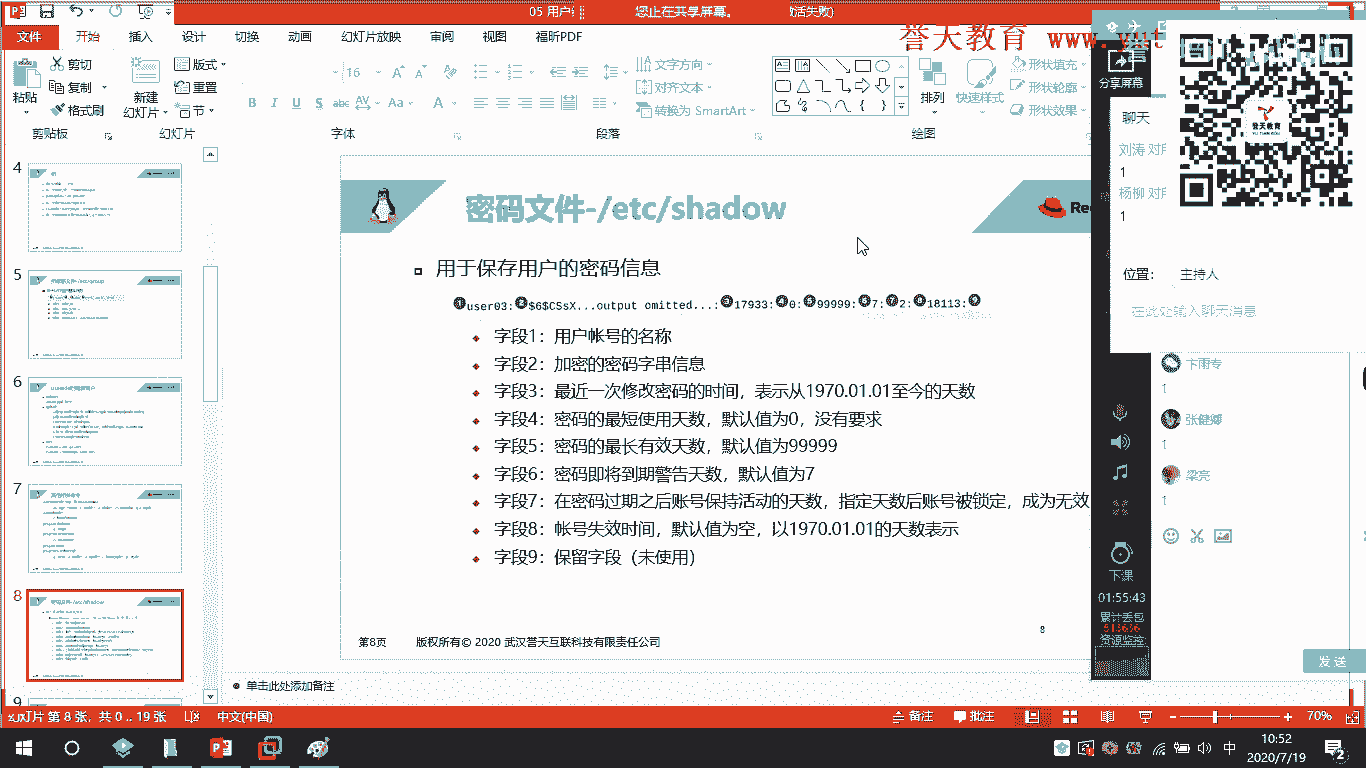 05 用户
您正在共享屏幕。
激活失败)
誉天教育 www.yut
文件 开始 插入 设计 切换 动画 幻灯片放映 审阅 视图 福昕PDF
粘贴 剪切 复制 格式刷
新建 幻灯片 版式 重置 节
16
B I U S abc AV Aa A
文字方向 对齐文本 转换为 SmartArt
排列 快速样式 形状填充 形状轮廓 形状效果
剪贴板 幻灯片 字体 段落 绘图
分享屏幕
聊天
刘涛 对所
1
杨柳 对所
1
位置: 主持人
在此处输入聊天消息
誉天教育
4
5
6
7
8
9
密码文件-/etc/shadow
用于保存用户的密码信息
①user03:②$6$CSsX...output omitted...:③17933:④0:⑤99999:⑥7:⑦2:⑧18113:⑨
字段1：用户帐号的名称
字段2：加密的密码字串信息
字段3：最近一次修改密码的时间，表示从1970.01.01至今的天数
字段4：密码的最短使用天数，默认值为0，没有要求
字段5：密码的最长有效天数，默认值为99999
字段6：密码即将到期警告天数，默认值为7
字段7：在密码过期之后账号保持活动的天数，指定天数后账号被锁定，成为无效
字段8：帐号失效时间，默认值为空，以1970.01.01的天数表示
字段9：保留字段（未使用）
第8页 版权所有© 2020 武汉誉天互联科技有限责任公司
8
卞雨专
1
张健卿
1
梁亮
1
下课
01:55:43
累计丢包
资源监控
发 送
单击此处添加备注
幻灯片 第 8 张，共 0 .. 19 张 中文(中国)
备注 批注 70%
中
10:52
2020/7/19
2